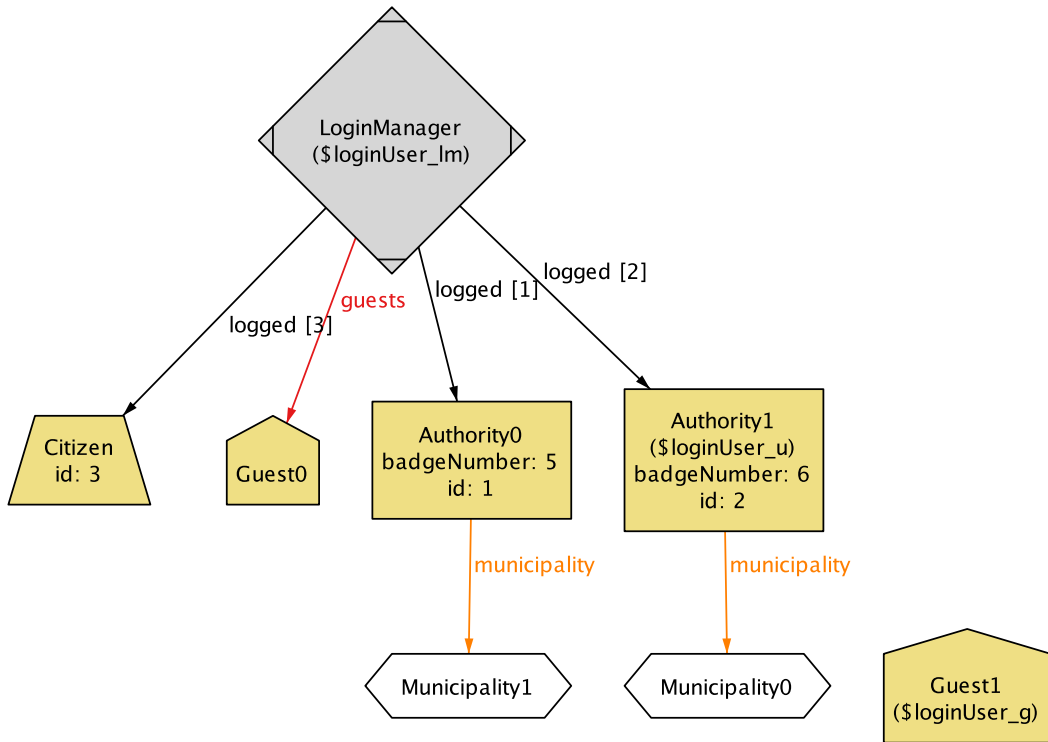 LoginManager
($loginUser_lm)
logged [2]
logged [1]
guests
logged [3]
Citizen
id: 3
Guest0
Authority0
badgeNumber: 5
id: 1
Authority1
($loginUser_u)
badgeNumber: 6
id: 2
municipality
municipality
Municipality1
Municipality0
Guest1
($loginUser_g)